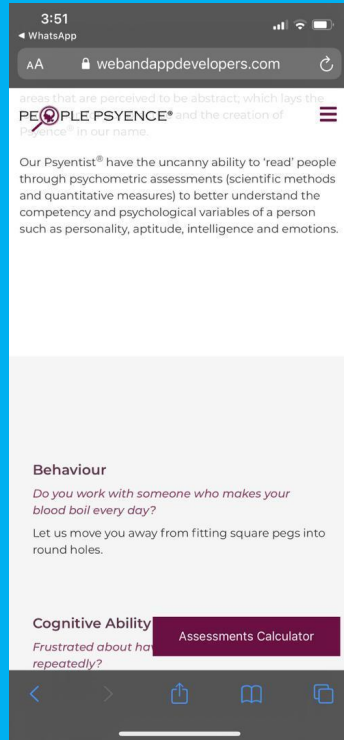 3:51
◀ WhatsApp
AA webandappdevelopers.com
areas that are perceived to be abstract; which lays the
PEOPLE PSYENCE®
and the creation of
Psyence® in our name.
Our Psyentist® have the uncanny ability to ‘read’ people
through psychometric assessments (scientific methods
and quantitative measures) to better understand the
competency and psychological variables of a person
such as personality, aptitude, intelligence and emotions.
Behaviour
Do you work with someone who makes your
blood boil every day?
Let us move you away from fitting square pegs into
round holes.
Cognitive Ability
Assessments Calculator
Frustrated about
repeatedly?